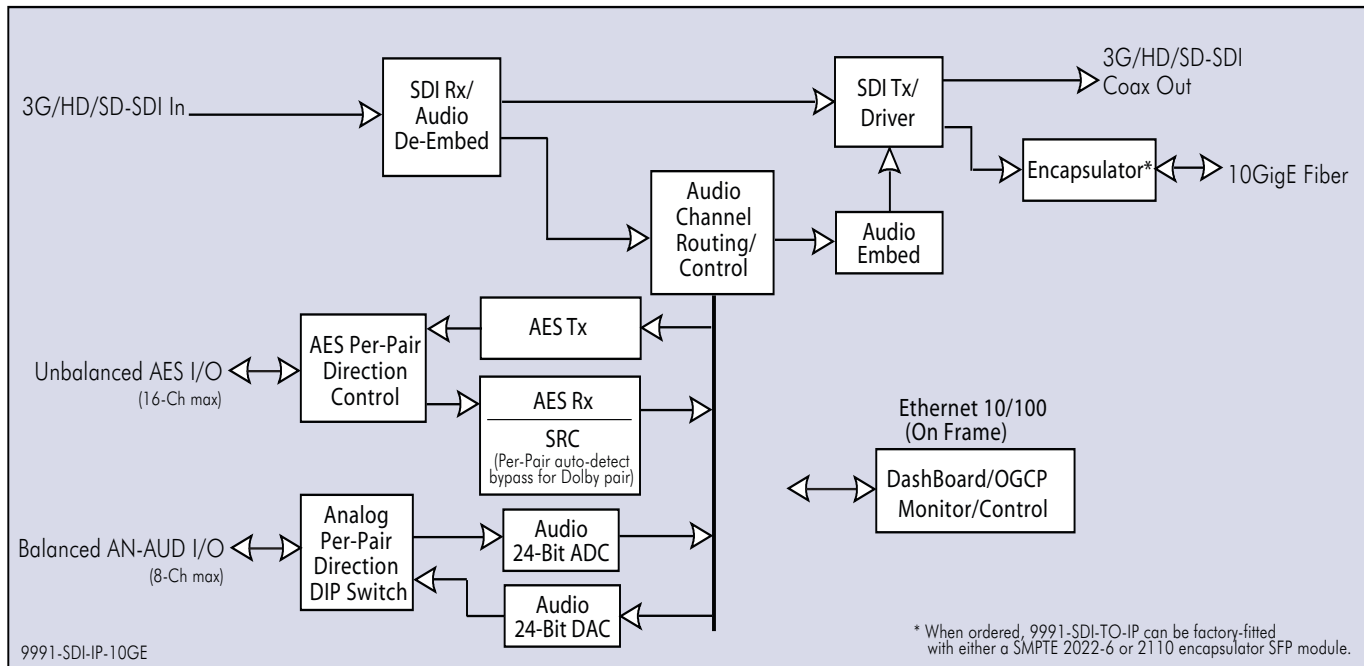 3G/HD/SD-SDI In
SDI Rx/
Audio
De-Embed
SDI Tx/
Driver
3G/HD/SD-SDI
Coax Out
Encapsulator*
10GigE Fiber
Audio
Channel
Routing/
Control
Audio
Embed
Unbalanced AES I/O
(16-Ch max)
AES Per-Pair
Direction
Control
AES Tx
AES Rx
SRC
(Per-Pair auto-detect
bypass for Dolby pair)
Ethernet 10/100
(On Frame)
DashBoard/OGCP
Monitor/Control
Balanced AN-AUD I/O
(8-Ch max)
Analog
Per-Pair
Direction
DIP Switch
Audio
24-Bit ADC
Audio
24-Bit DAC
9991-SDI-IP-10GE
* When ordered, 9991-SDI-TO-IP can be factory-fitted
with either a SMPTE 2022-6 or 2110 encapsulator SFP module.